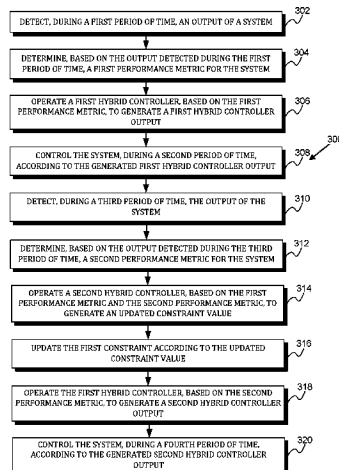 DETECT, DURING A FIRST PERIOD OF TIME, AN OUTPUT OF A SYSTEM
302
DETERMINE, BASED ON THE OUTPUT DETECTED DURING THE FIRST
PERIOD OF TIME, A FIRST PERFORMANCE METRIC FOR THE SYSTEM
304
OPERATE A FIRST HYBRID CONTROLLER, BASED ON THE FIRST
PERFORMANCE METRIC, TO GENERATE A FIRST HYBRID CONTROLLER
OUTPUT
306
CONTROL THE SYSTEM, DURING A SECOND PERIOD OF TIME,
ACCORDING TO THE GENERATED FIRST HYBRID CONTROLLER OUTPUT
308
DETECT, DURING A THIRD PERIOD OF TIME, THE OUTPUT OF THE
SYSTEM
310
DETERMINE, BASED ON THE OUTPUT DETECTED DURING THE THIRD
PERIOD OF TIME, A SECOND PERFORMANCE METRIC FOR THE SYSTEM
312
OPERATE A SECOND HYBRID CONTROLLER, BASED ON THE FIRST
PERFORMANCE METRIC AND THE SECOND PERFORMANCE METRIC, TO
GENERATE AN UPDATED CONSTRAINT VALUE
314
UPDATE THE FIRST CONSTRAINT ACCORDING TO THE UPDATED
CONSTRAINT VALUE
316
OPERATE THE FIRST HYBRID CONTROLLER, BASED ON THE SECOND
PERFORMANCE METRIC, TO GENERATE A SECOND HYBRID CONTROLLER
OUTPUT
318
CONTROL THE SYSTEM, DURING A FOURTH PERIOD OF TIME,
ACCORDING TO THE GENERATED SECOND HYBRID CONTROLLER
OUTPUT
320